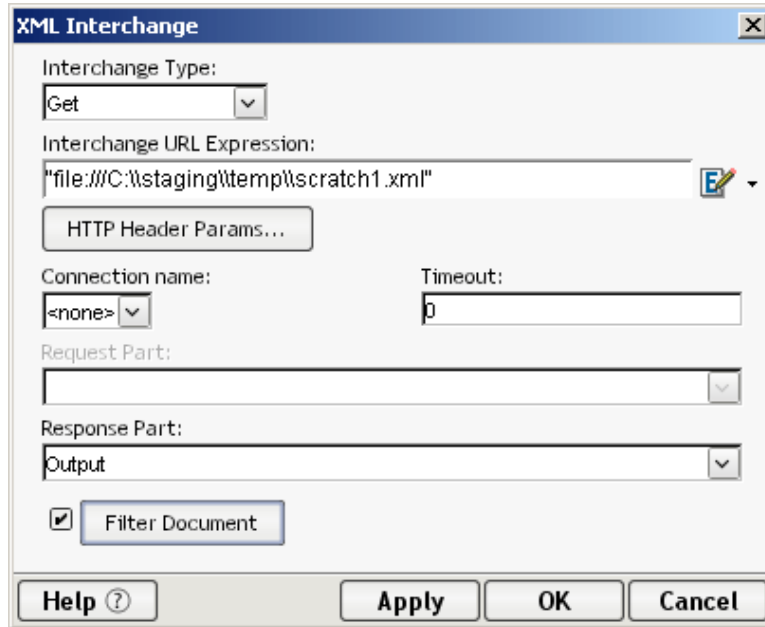 XML Interchange
Interchange Type:
Get
Interchange URL Expression:
"file:///C:\\staging\\temp\\scratch1.xml"
HTTP Header Params...
Connection name: Timeout:
<none> 0
Request Part:
Response Part:
Output
Filter Document
Help ? Apply OK Cancel